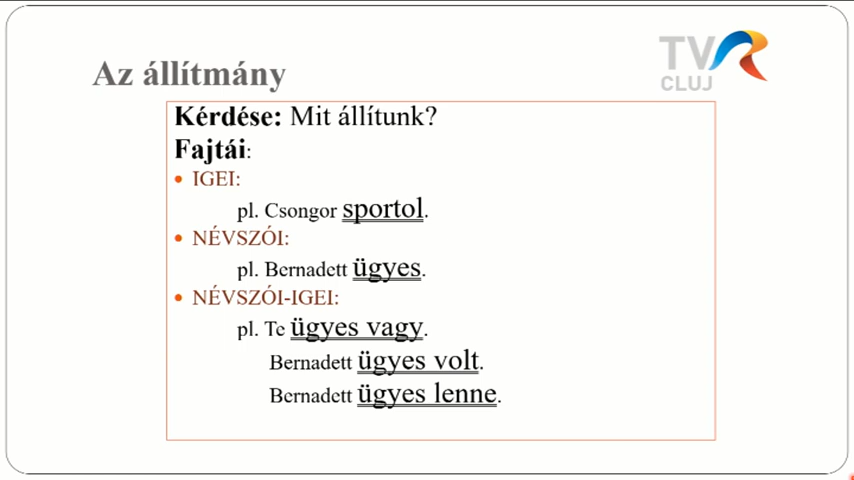 TVR
CLUJ
Az állítmány
Kérdése: Mit állítunk?
Fajtái:
• IGEI:
pl. Csongor sportol.
• NÉVSZÓI:
pl. Bernadett ügyes.
• NÉVSZÓI-IGEI:
pl. Te ügyes vagy.
Bernadett ügyes volt.
Bernadett ügyes lenne.